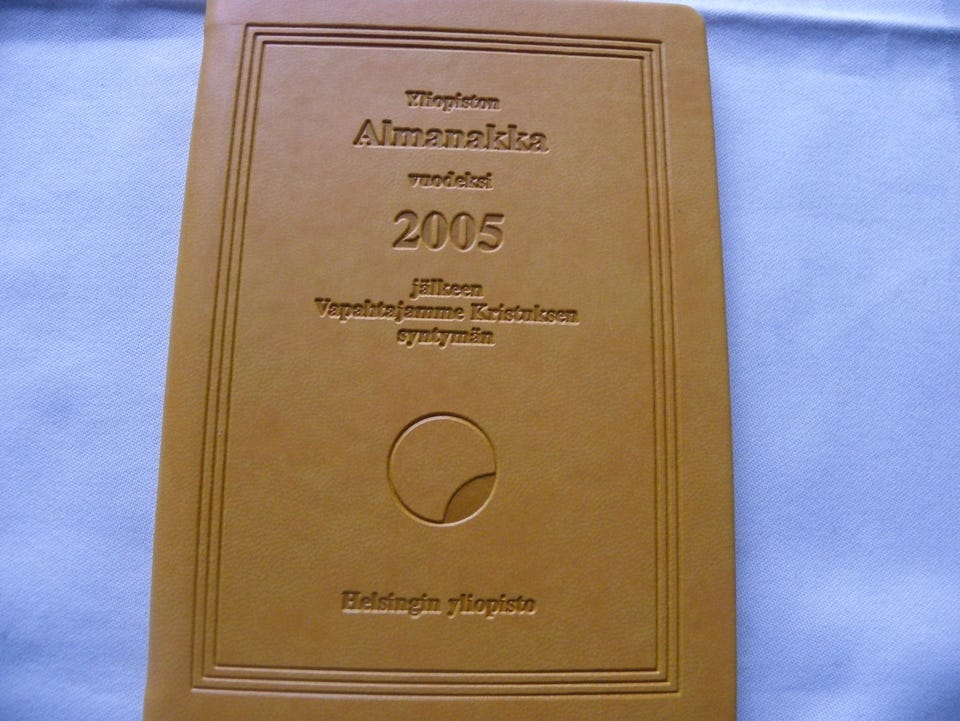 Yliopiston
Almanakka
vuodeksi
2005
jälkeen
Vapahtajamme Kristuksen
syntymän
Helsingin yliopisto